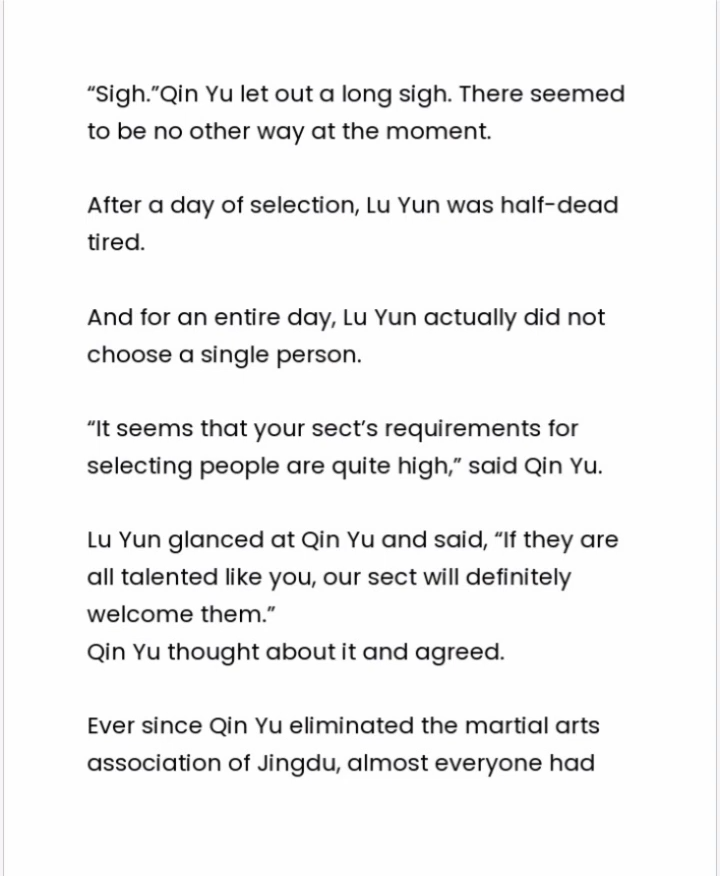 “Sigh.”Qin Yu let out a long sigh. There seemed
to be no other way at the moment.
After a day of selection, Lu Yun was half-dead
tired.
And for an entire day, Lu Yun actually did not
choose a single person.
“It seems that your sect’s requirements for
selecting people are quite high,” said Qin Yu.
Lu Yun glanced at Qin Yu and said, “If they are
all talented like you, our sect will definitely
welcome them.”
Qin Yu thought about it and agreed.
Ever since Qin Yu eliminated the martial arts
association of Jingdu, almost everyone had